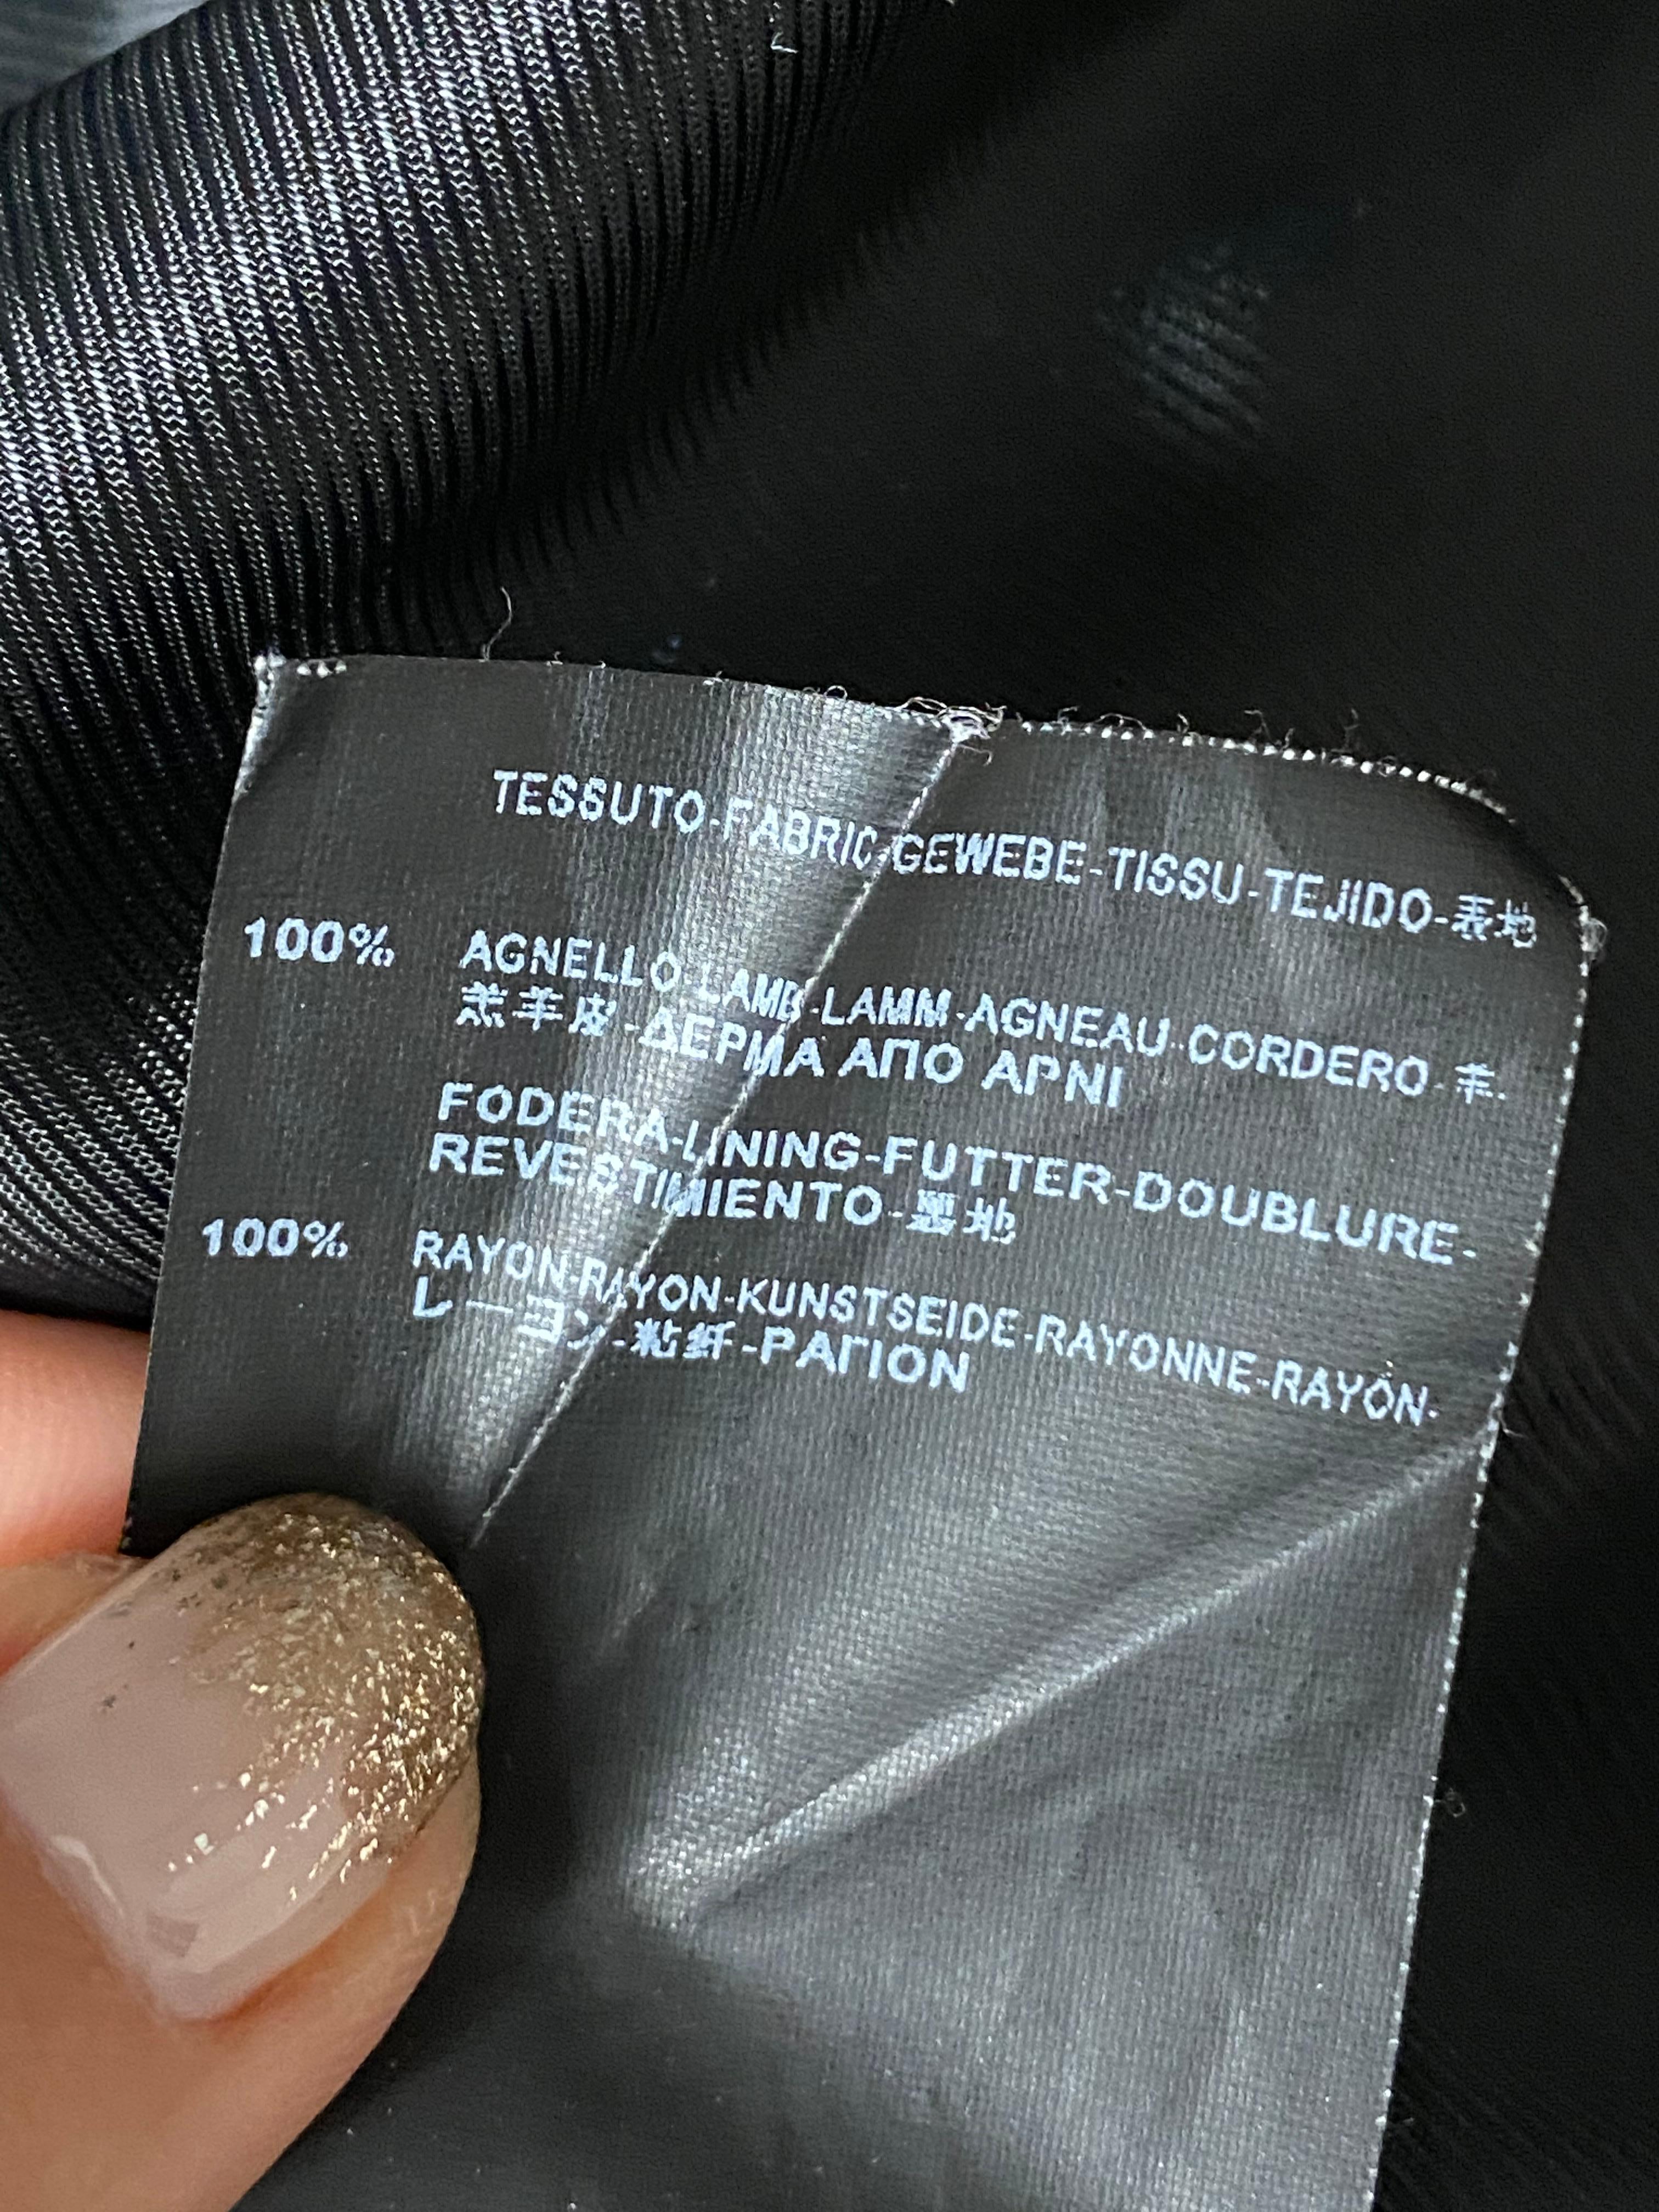 TESSUTO-FABRIC-GEWEBE-TISSU-TEJIDO-表地
100% AGNELLO-LAMB-LAMM-AGNEAU-CORDERO-羊-
羔羊皮-ΔΕΡΜΑ ΑΠΟ ΑΡΝΙ
FODERA-LINING-FUTTER-DOUBLURE-
REVESTIMIENTO-裏地
100% RAYON-RAYON-KUNSTSEIDE-RAYONNE-RAYÓN-
レーヨン-粘纤-ΡΑΓΙΟΝ